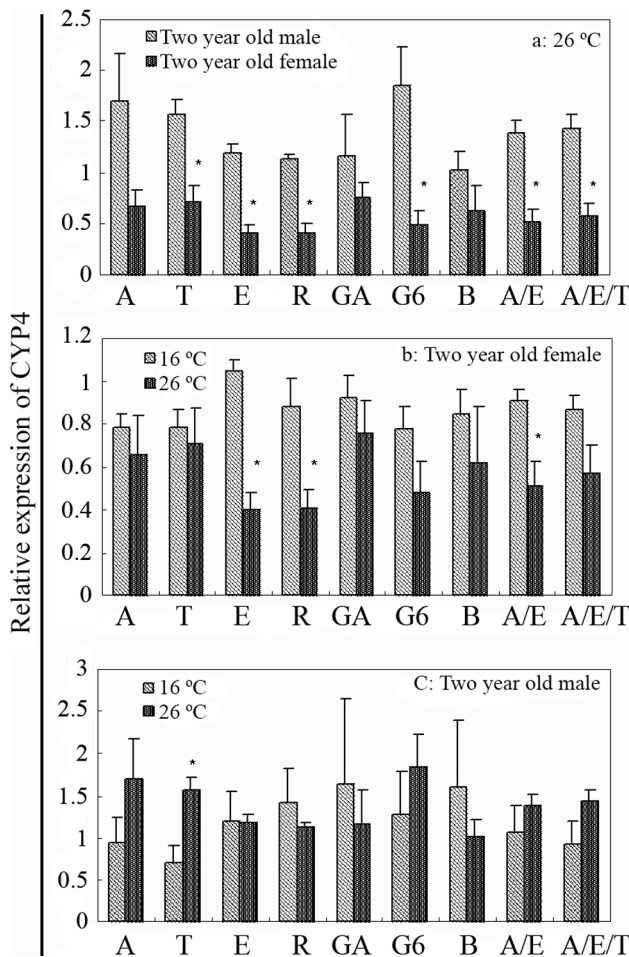 Relative expression of CYP4
2.5
2
1.5
1
0.5
0
Two year old male
Two year old female
a: 26 ºC
* * * * * *
A T E R GA G6 B A/E A/E/T
1.2
1
0.8
0.6
0.4
0.2
0
16 ºC
26 ºC
b: Two year old female
* * *
A T E R GA G6 B A/E A/E/T
3
2.5
2
1.5
1
0.5
0
16 ºC
26 ºC
C: Two year old male
*
A T E R GA G6 B A/E A/E/T